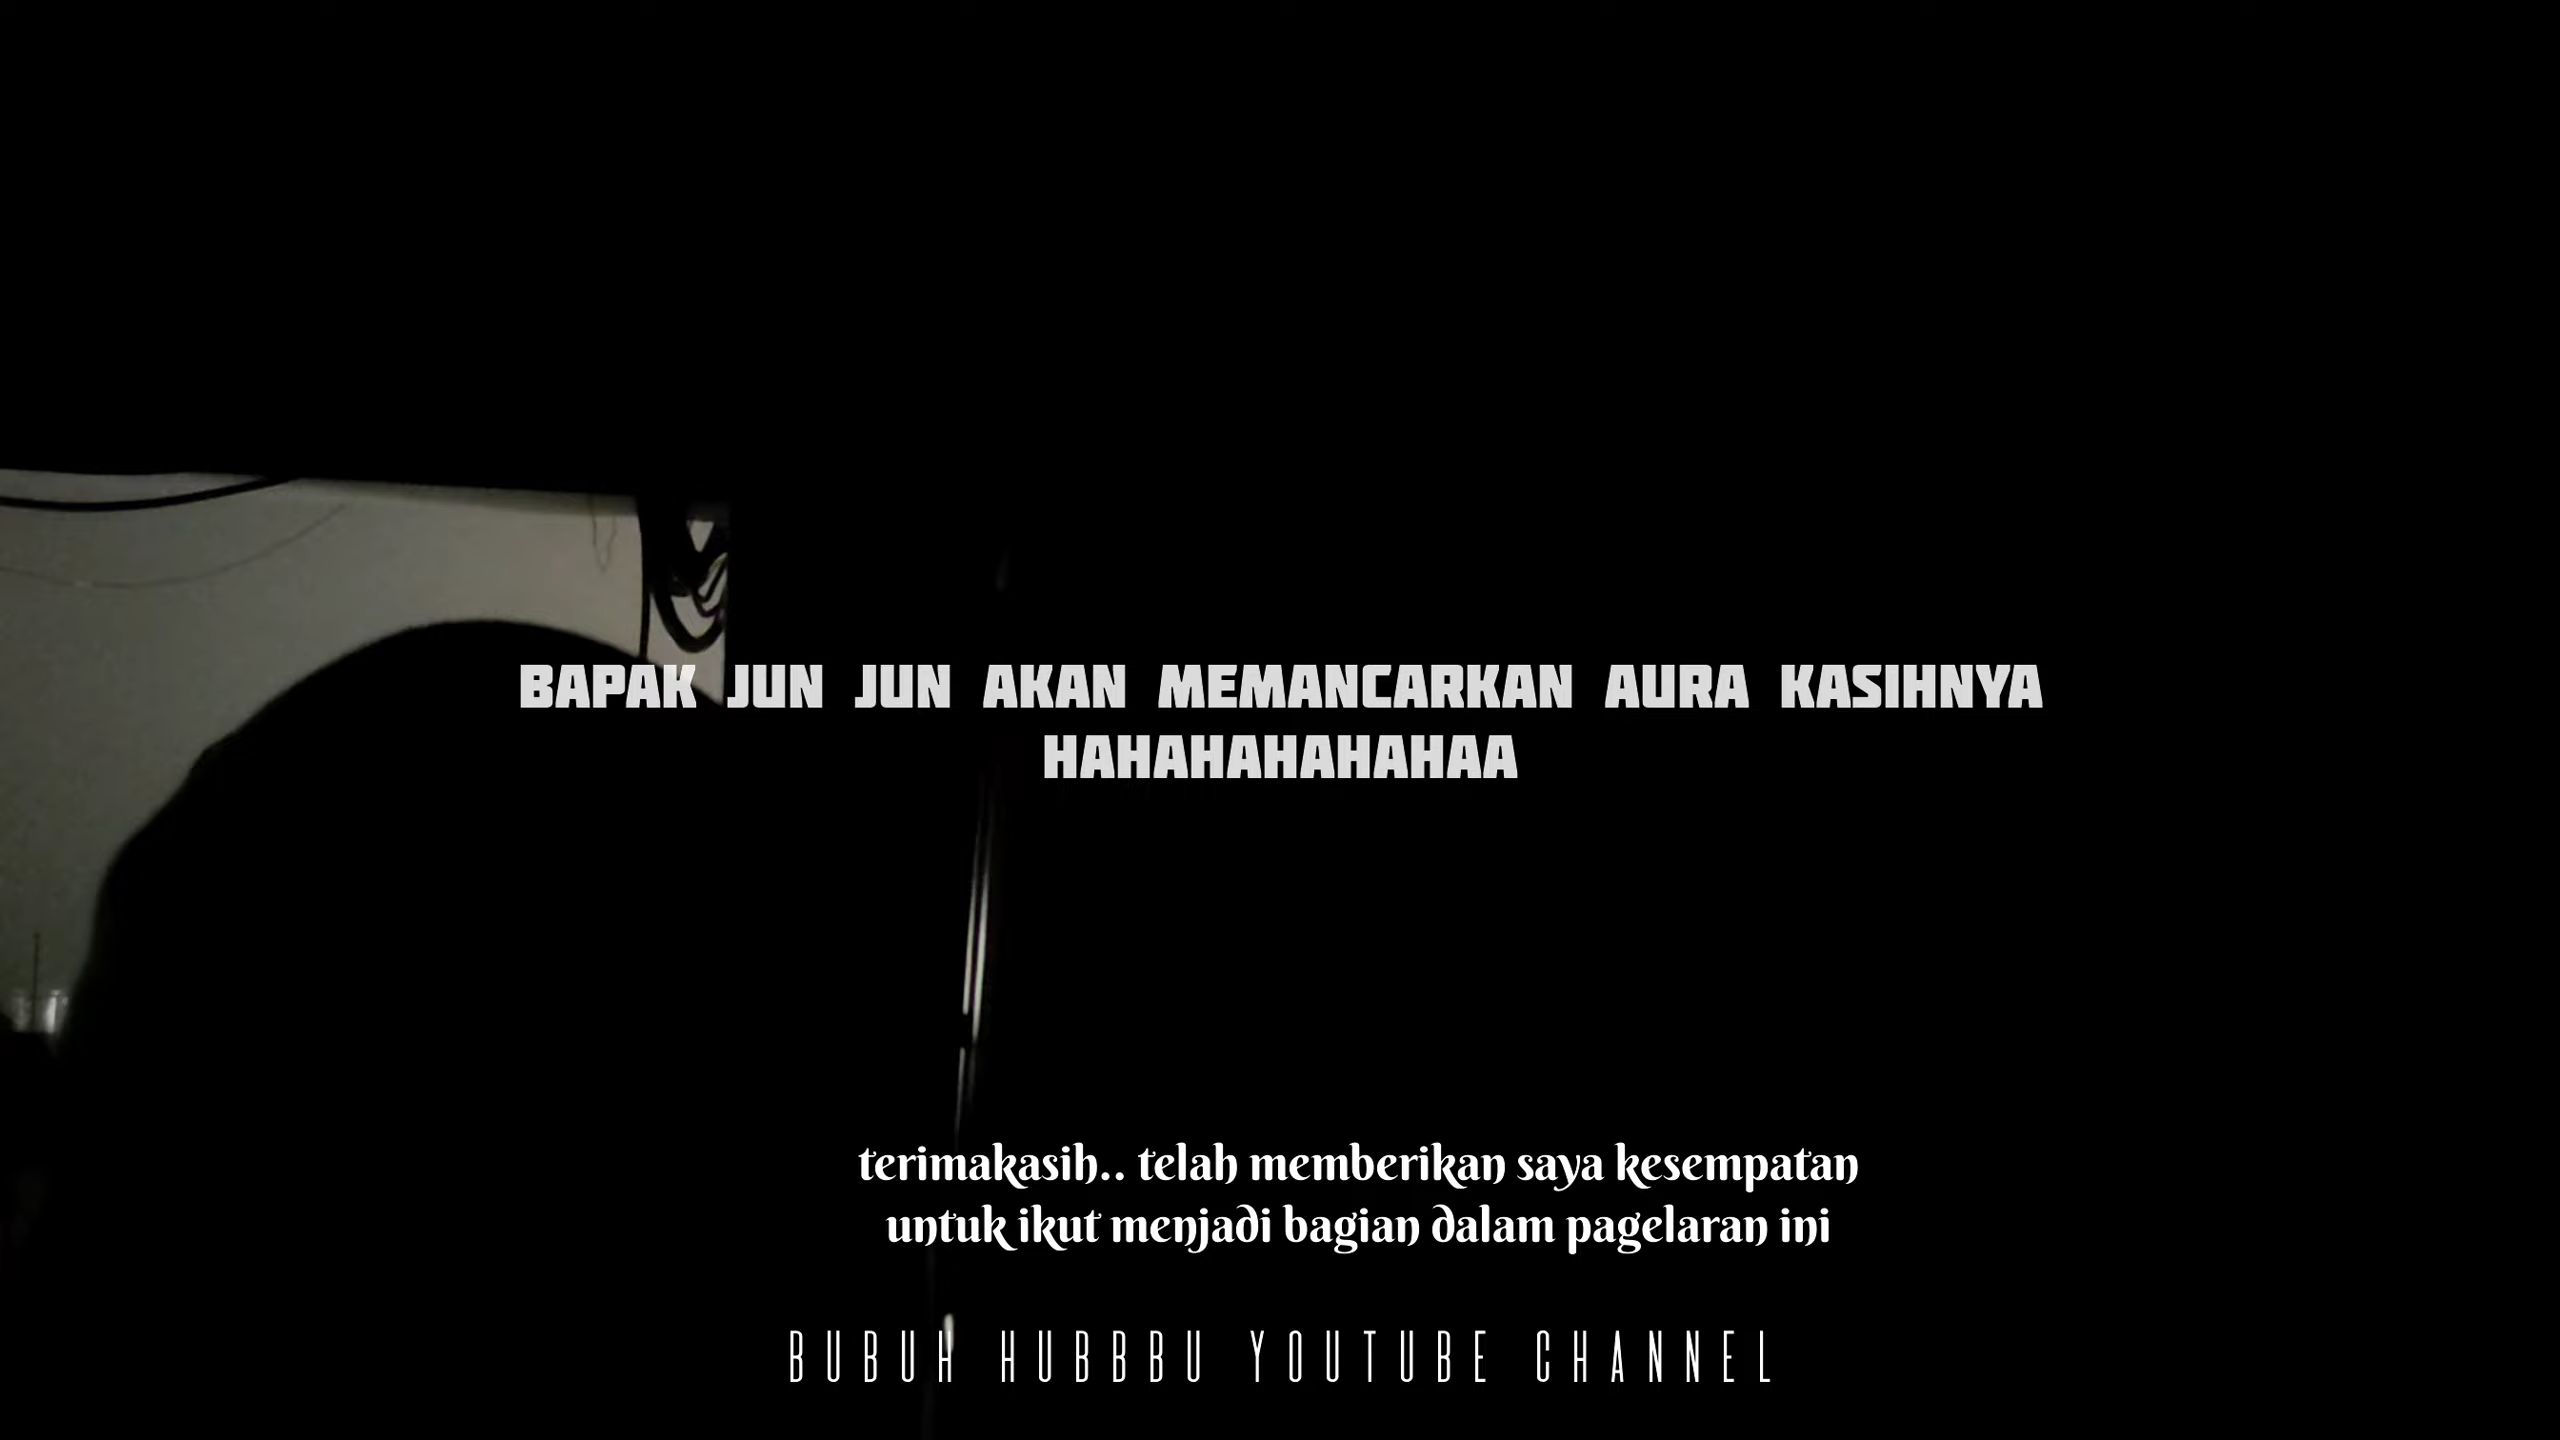 BAPAK JUN JUN AKAN MEMANCARKAN AURA KASIHNYA
HAHAHAHAHAHAA
terimakasih.. telah memberikan saya kesempatan
untuk ikut menjadi bagian dalam pagelaran ini
BUBUH HUBBBU YOUTUBE CHANNEL